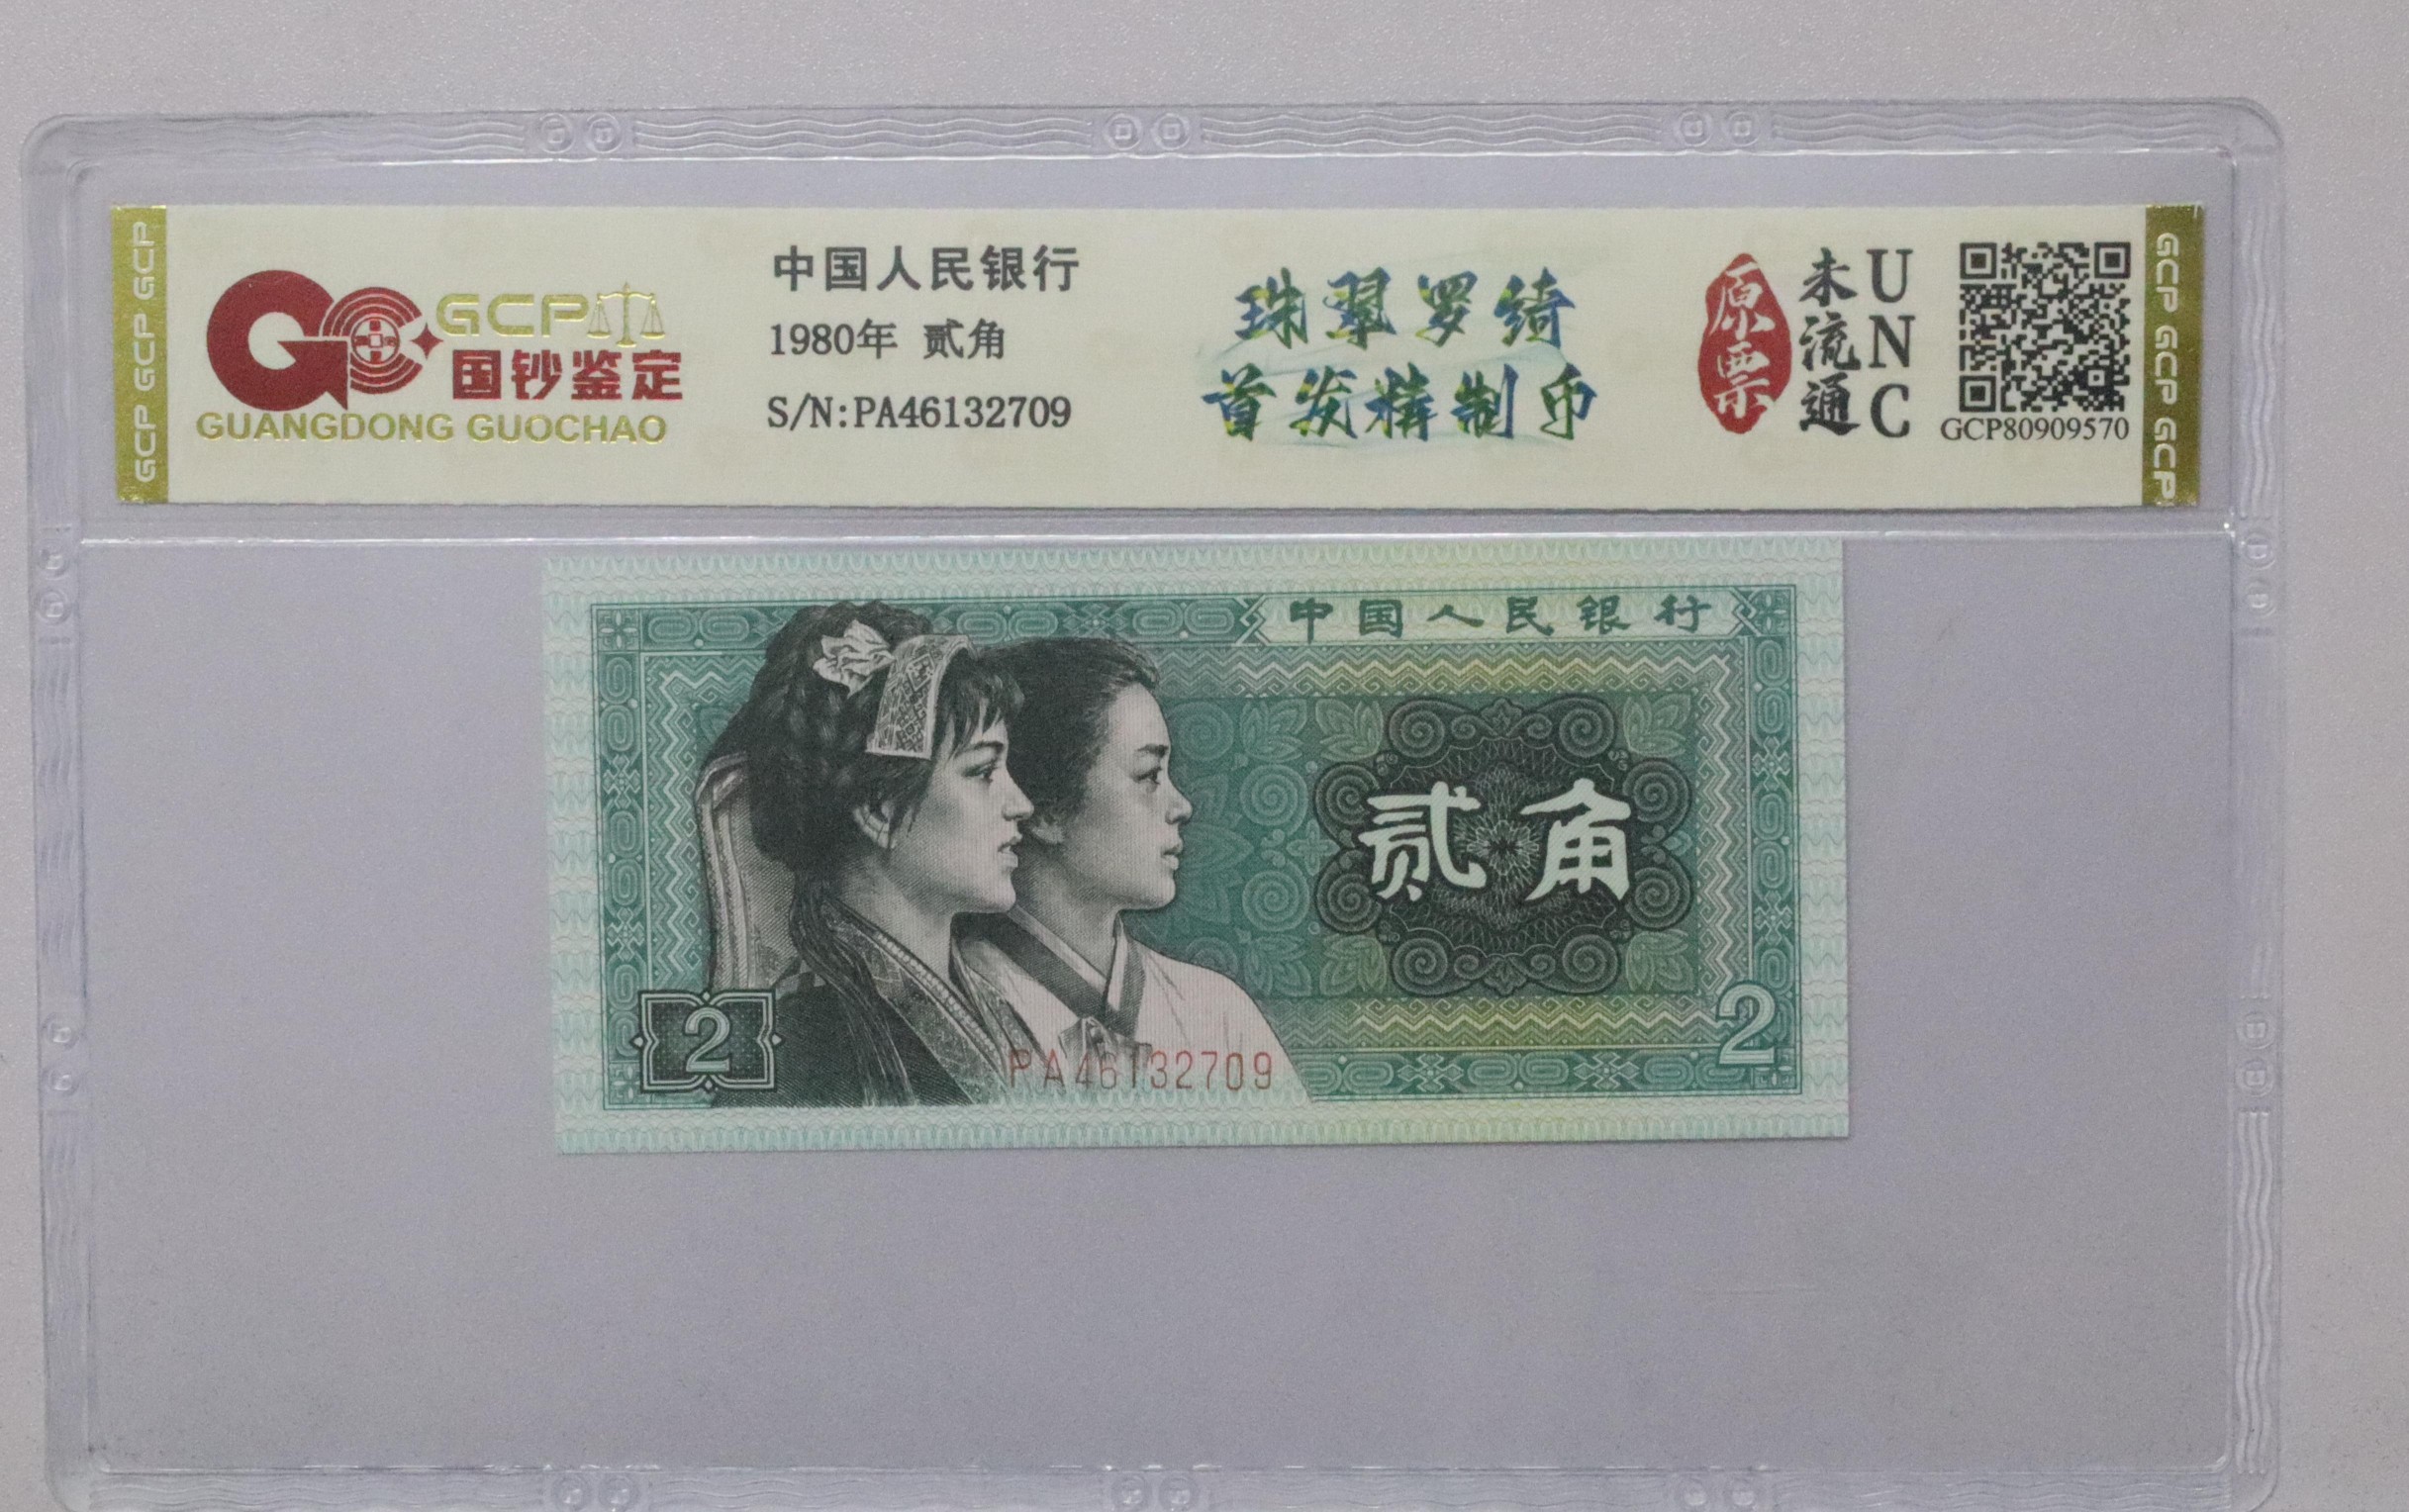 GCP GCP GCP
GCP
国钞鉴定
GUANGDONG GUOCHAO
中国人民银行
1980年 贰角
S/N:PA46132709
珠翠罗绮
首发精制币
原票
未流通
UNC
GCP80909570
GCP GCP GCP
中国人民银行
贰角
2
2
PA46132709